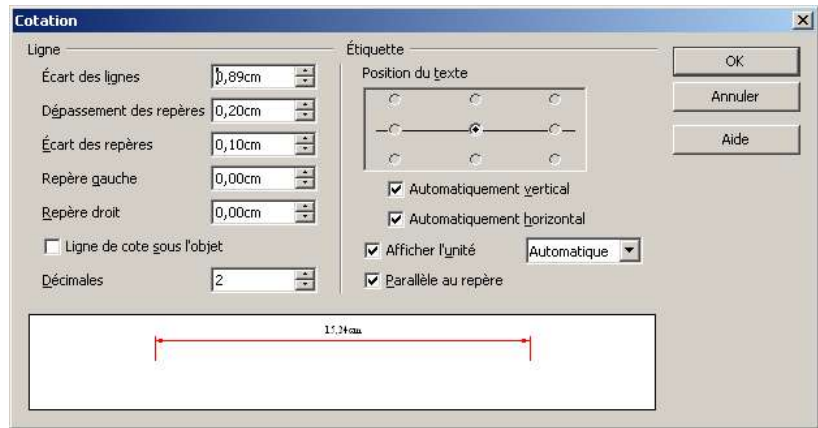 Cotation
Ligne
Écart des lignes 0,89cm
Dépassement des repères 0,20cm
Écart des repères 0,10cm
Repère gauche 0,00cm
Repère droit 0,00cm
Ligne de cote sous l'objet
Décimales 2
Étiquette
Position du texte
Automatiquement vertical
Automatiquement horizontal
Afficher l'unité Automatique
Parallèle au repère
OK
Annuler
Aide
15,24cm